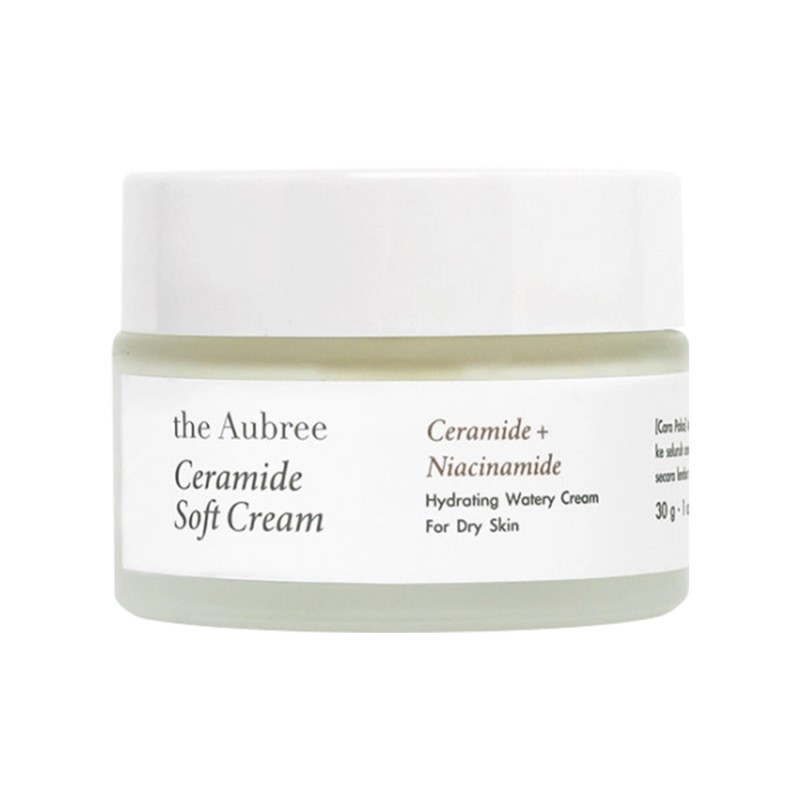 the Aubree
Ceramide
Soft Cream
Ceramide +
Niacinamide
Hydrating Watery Cream
For Dry Skin
[Cara Pakai]
ke seluruh
secara
30 g - 1